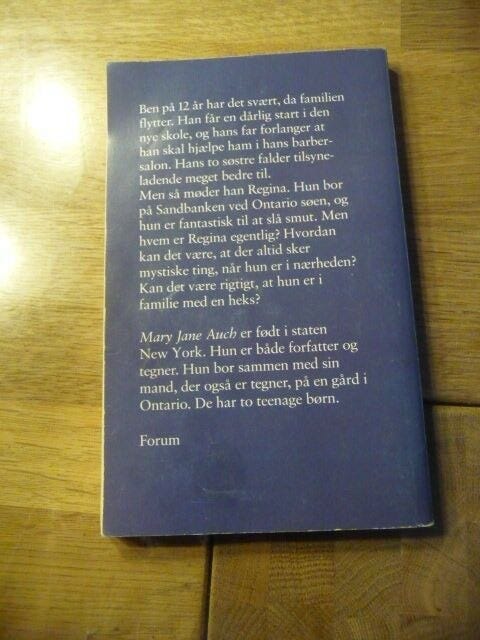 Ben på 12 år har det svært, da familien
flytter. Han får en dårlig start i den
nye skole, og hans far forlanger at
han skal hjælpe ham i hans barber-
salon. Hans to søstre falder tilsyne-
ladende meget bedre til.
Men så møder han Regina. Hun bor
på Sandbanken ved Ontario søen, og
hun er fantastisk til at slå smut. Men
hvem er Regina egentlig? Hvordan
kan det være, at der altid sker
mystiske ting, når hun er i nærheden?
Kan det være rigtigt, at hun er i
familie med en heks?
Mary Jane Auch er født i staten
New York. Hun er både forfatter og
tegner. Hun bor sammen med sin
mand, der også er tegner, på en gård i
Ontario. De har to teenage børn.
Forum